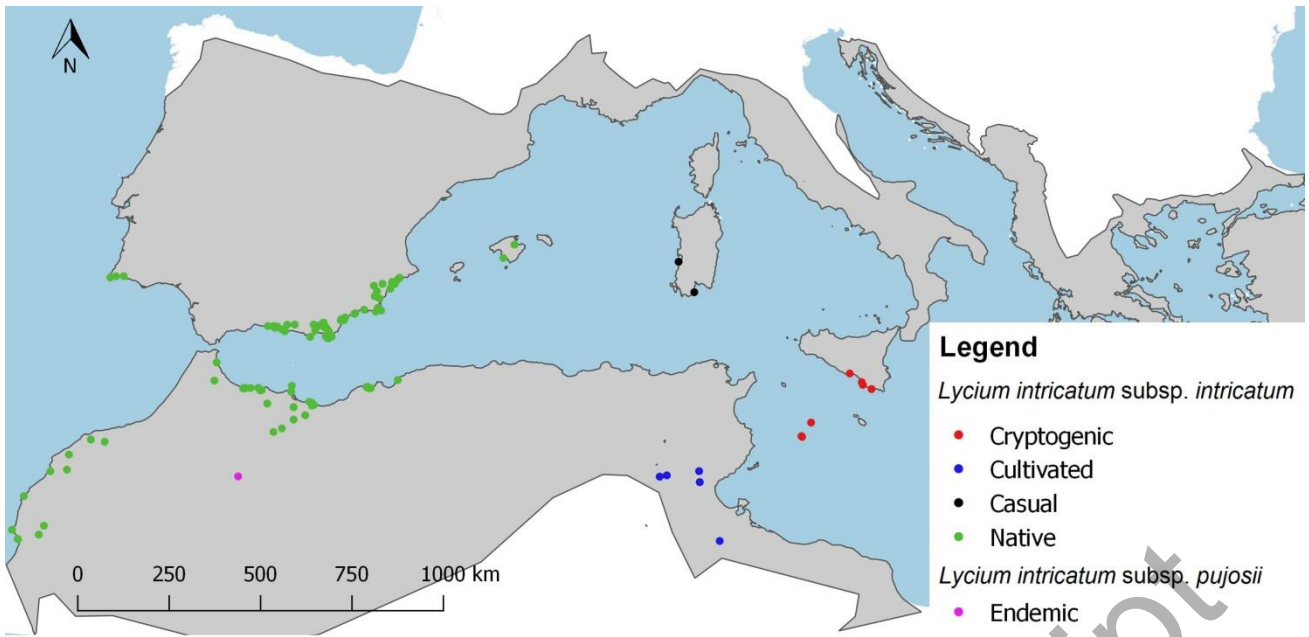 N
Legend
Lycium intricatum subsp. intricatum
Cryptogenic
Cultivated
Casual
Native
Lycium intricatum subsp. pujosii
Endemic
0 250 500 750 1000 km
ript